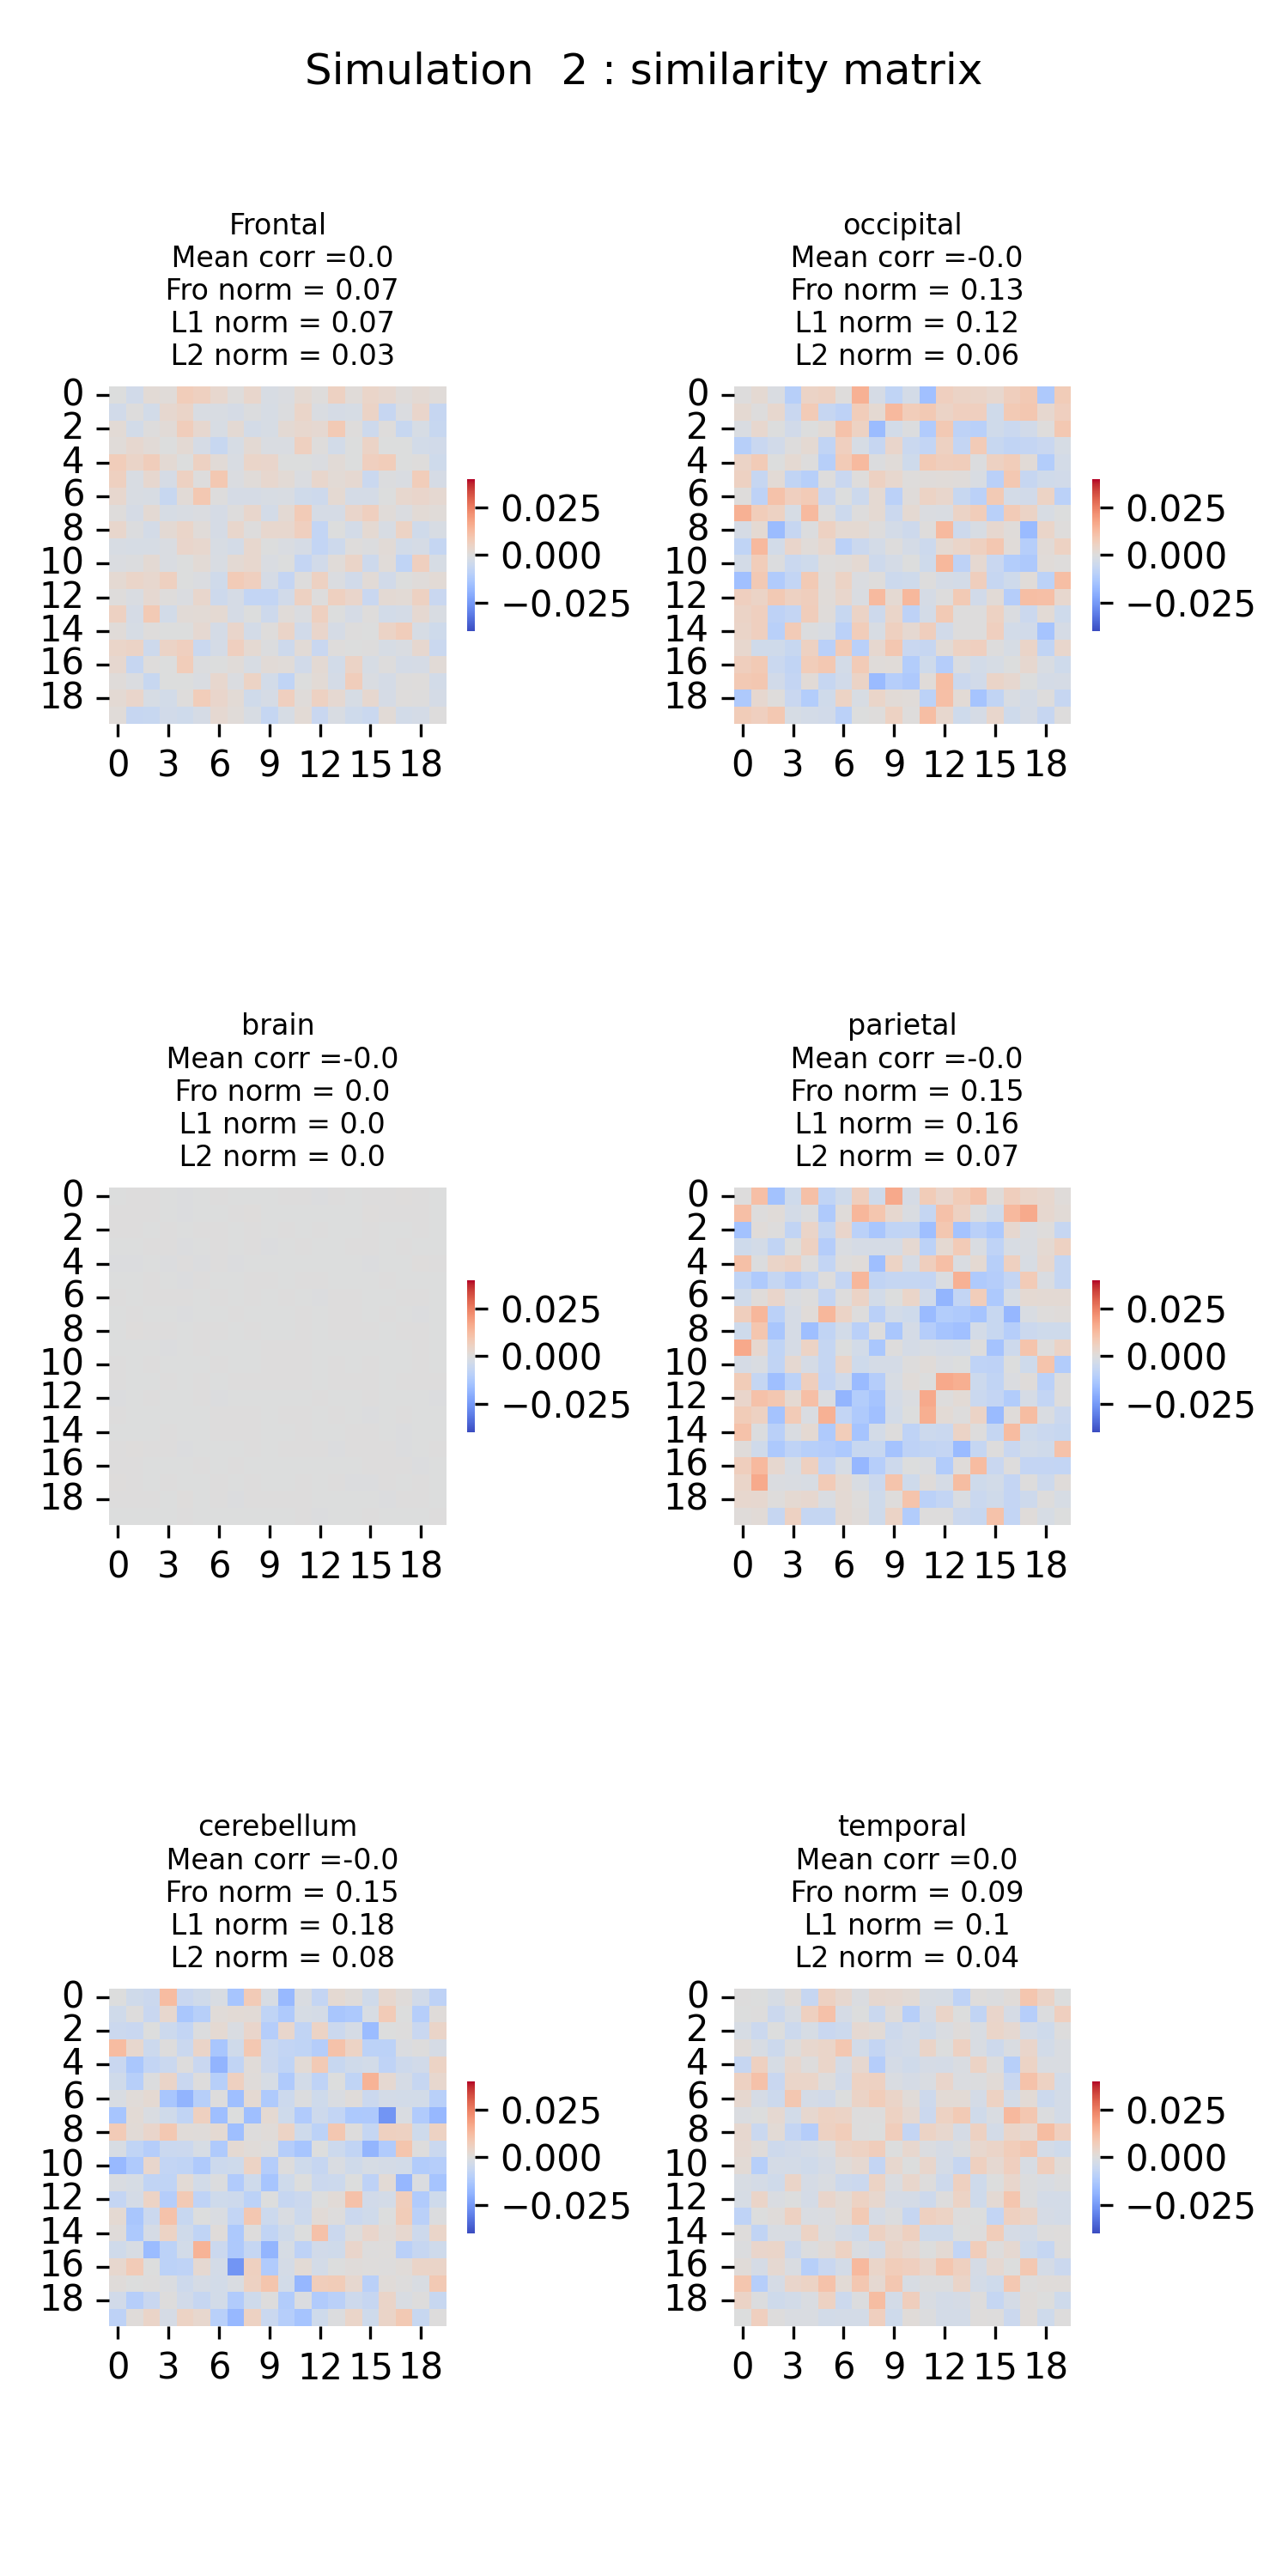 Simulation  2 : similarity matrix
Frontal
Mean corr =0.0
Fro norm = 0.07
L1 norm = 0.07
L2 norm = 0.03
0
2
4
6
8
10
12
14
16
18
0 3 6 9 12 15 18
0.025
0.000
−0.025
occipital
Mean corr =-0.0
Fro norm = 0.13
L1 norm = 0.12
L2 norm = 0.06
0
2
4
6
8
10
12
14
16
18
0 3 6 9 12 15 18
0.025
0.000
−0.025
brain
Mean corr =-0.0
Fro norm = 0.0
L1 norm = 0.0
L2 norm = 0.0
0
2
4
6
8
10
12
14
16
18
0 3 6 9 12 15 18
0.025
0.000
−0.025
parietal
Mean corr =-0.0
Fro norm = 0.15
L1 norm = 0.16
L2 norm = 0.07
0
2
4
6
8
10
12
14
16
18
0 3 6 9 12 15 18
0.025
0.000
−0.025
cerebellum
Mean corr =-0.0
Fro norm = 0.15
L1 norm = 0.18
L2 norm = 0.08
0
2
4
6
8
10
12
14
16
18
0 3 6 9 12 15 18
0.025
0.000
−0.025
temporal
Mean corr =0.0
Fro norm = 0.09
L1 norm = 0.1
L2 norm = 0.04
0
2
4
6
8
10
12
14
16
18
0 3 6 9 12 15 18
0.025
0.000
−0.025